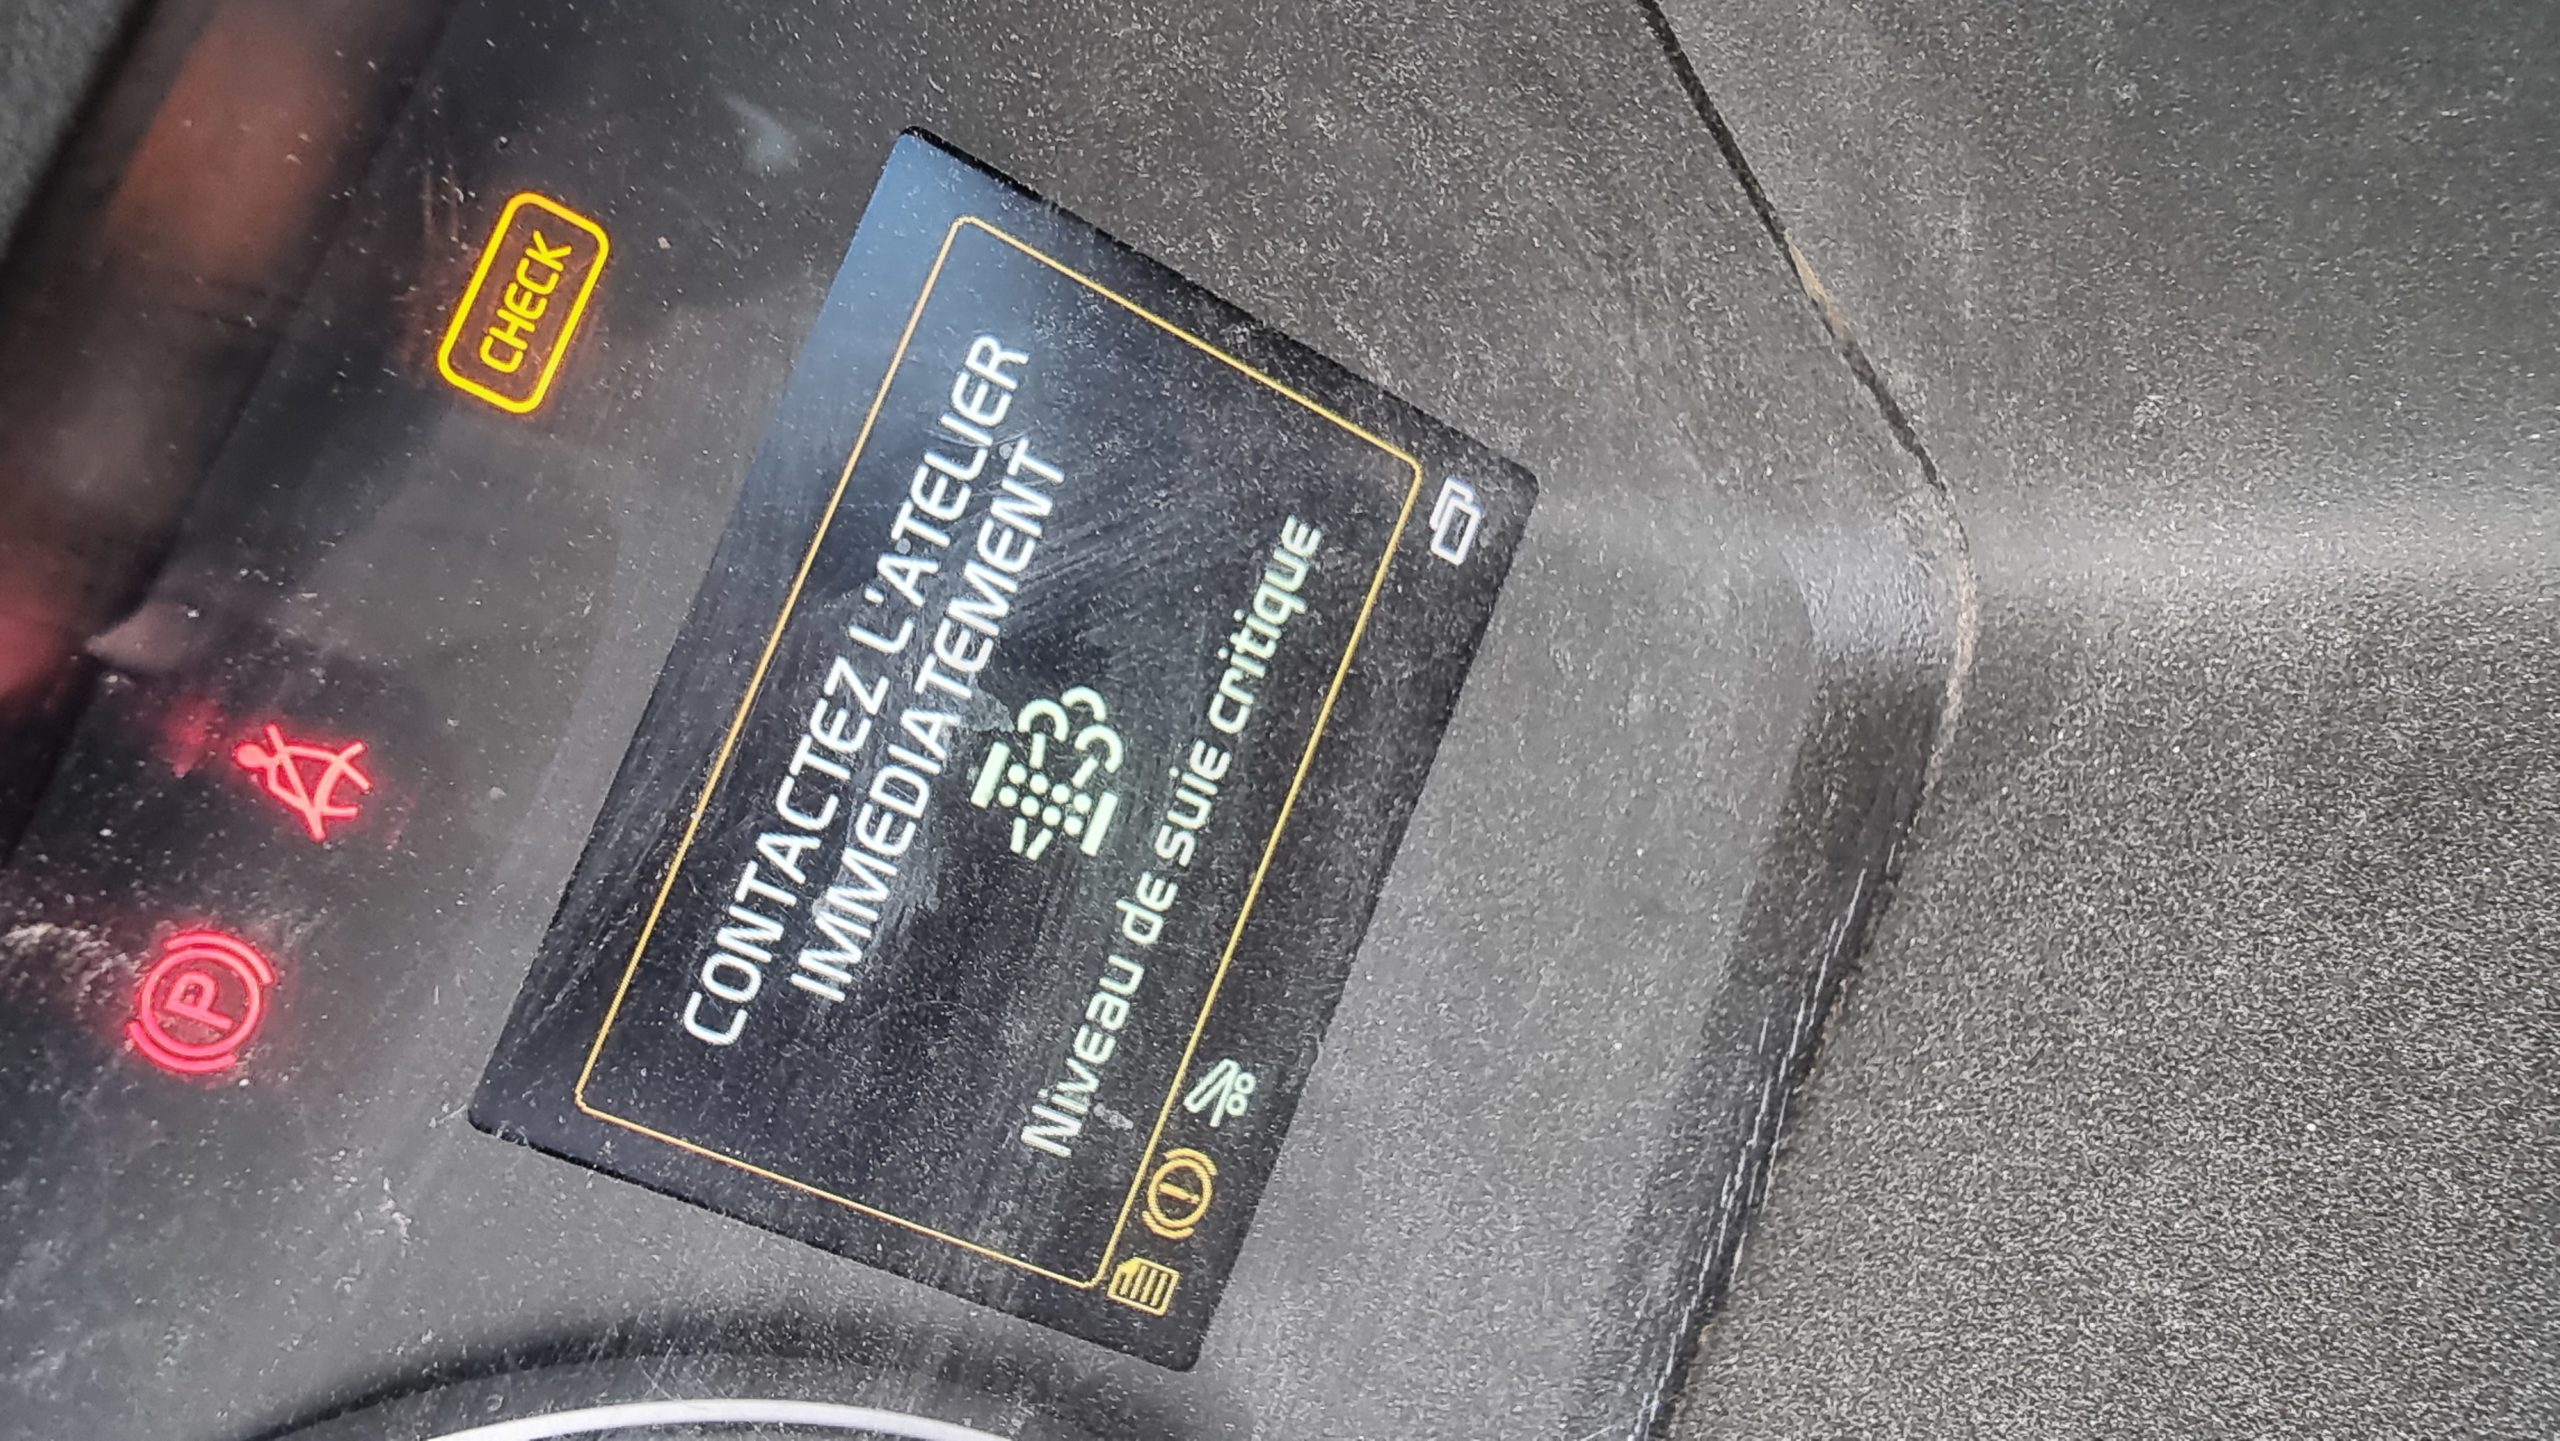 CHECK
CONTACTEZ L'ATELIER
IMMEDIATEMENT
Niveau de suie critique
P